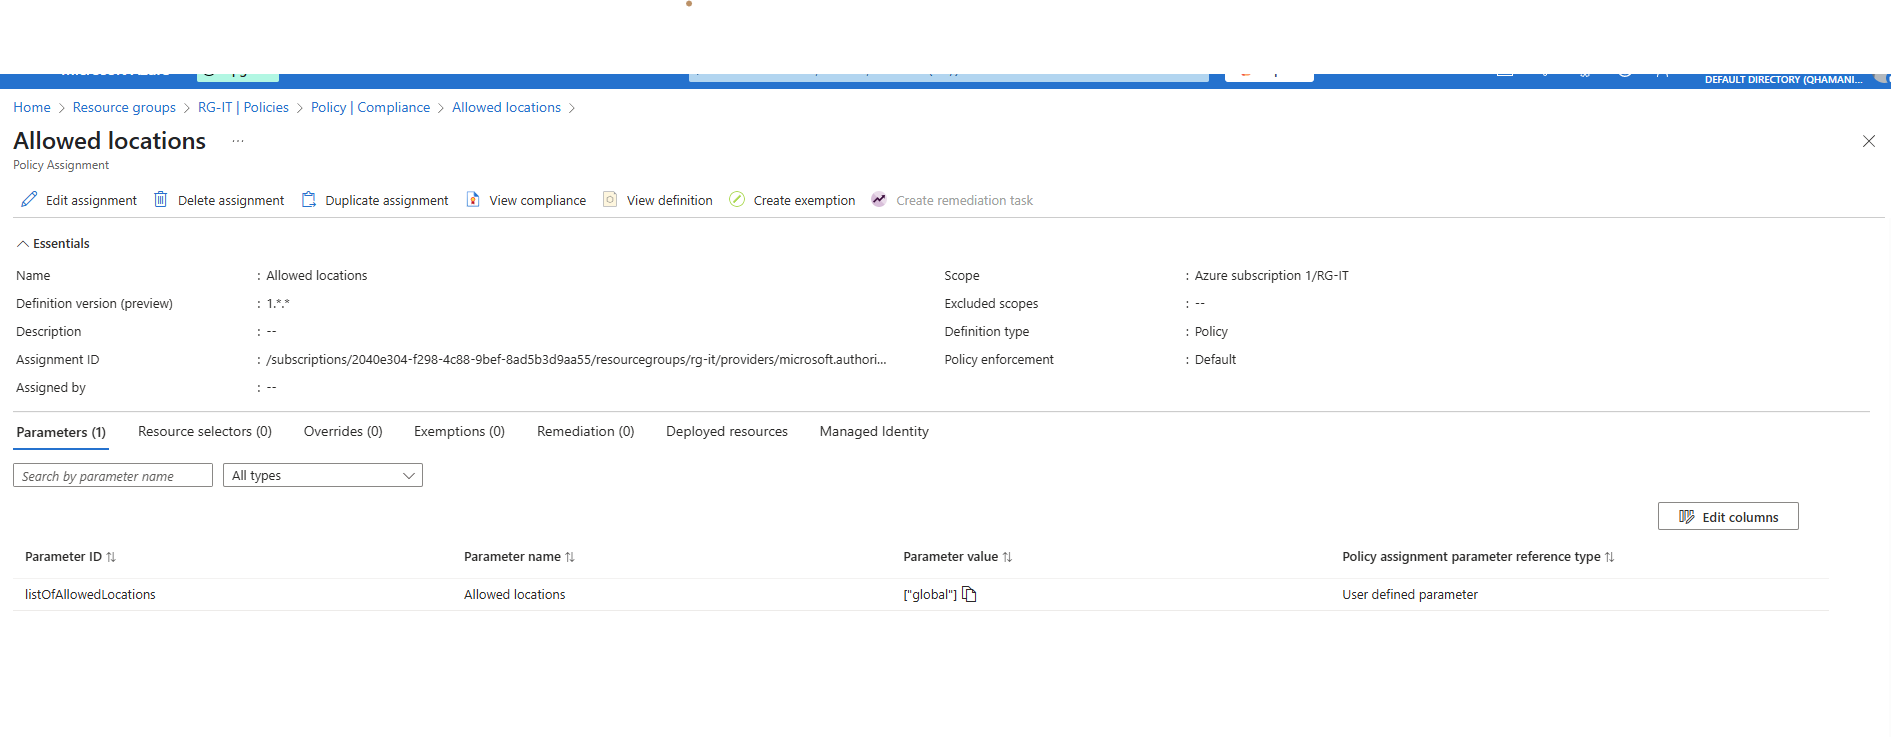 DEFAULT DIRECTORY (QHAMANI...
Home > Resource groups > RG-IT | Policies > Policy | Compliance > Allowed locations >
Allowed locations ...
Policy Assignment
Edit assignment Delete assignment Duplicate assignment View compliance View definition Create exemption Create remediation task
Essentials
Name : Allowed locations
Definition version (preview) : 1.*.*
Description : --
Assignment ID : /subscriptions/2040e304-f298-4c88-9bef-8ad5b3d9aa55/resourcegroups/rg-it/providers/microsoft.authori...
Assigned by : --
Scope : Azure subscription 1/RG-IT
Excluded scopes : --
Definition type : Policy
Policy enforcement : Default
Parameters (1) Resource selectors (0) Overrides (0) Exemptions (0) Remediation (0) Deployed resources Managed Identity
Search by parameter name All types
Edit columns
Parameter ID Parameter name Parameter value Policy assignment parameter reference type
listOfAllowedLocations Allowed locations ["global"] User defined parameter